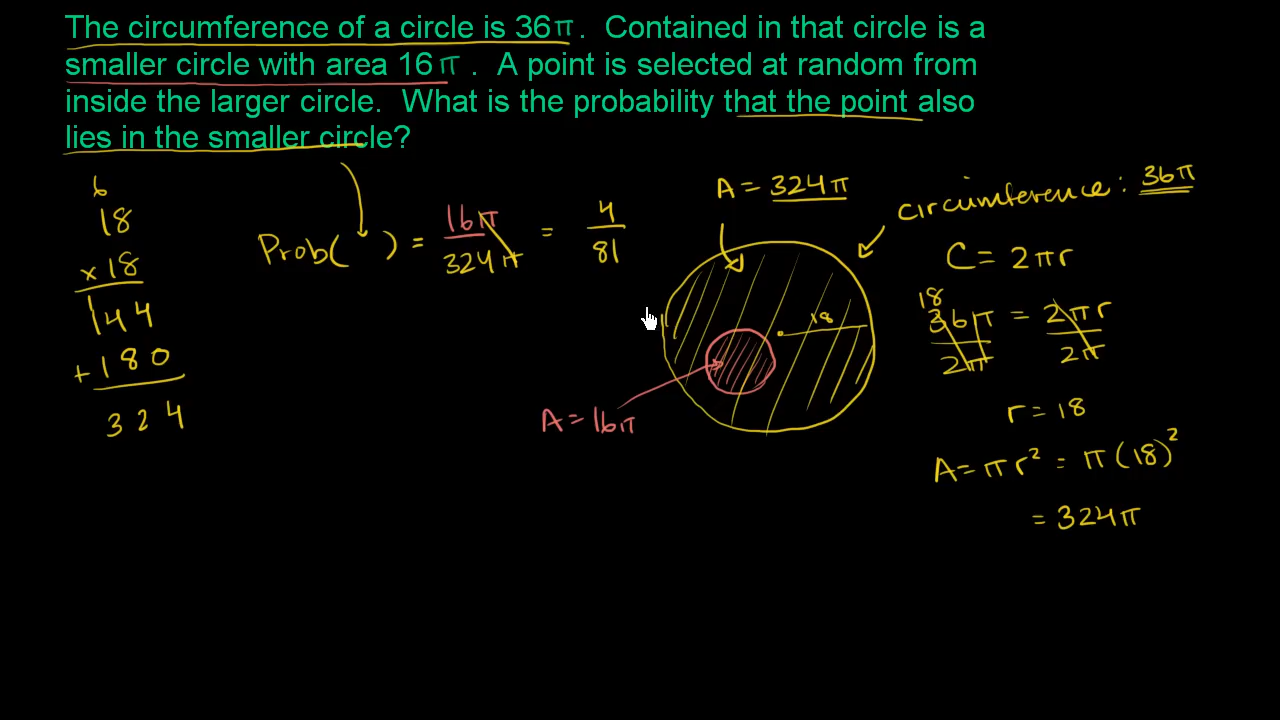 The circumference of a circle is 36π. Contained in that circle is a
smaller circle with area 16π. A point is selected at random from
inside the larger circle. What is the probability that the point also
lies in the smaller circle?
6
18
x 18
144
+ 180
324
Prob( ) = 16π/324π = 4/81
A = 324π
circumference: 36π
18
A = 16π
C = 2πr
18
36π/2π = 2πr/2π
r = 18
A = πr² = π(18)²
= 324π